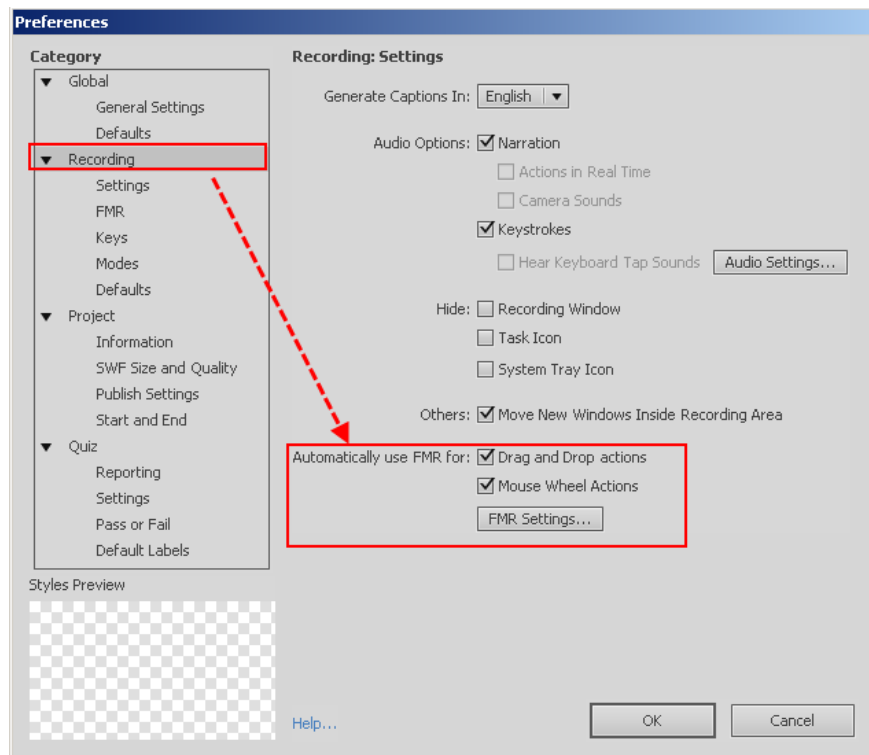 Preferences
Category
Global
General Settings
Defaults
Recording
Settings
FMR
Keys
Modes
Defaults
Project
Information
SWF Size and Quality
Publish Settings
Start and End
Quiz
Reporting
Settings
Pass or Fail
Default Labels
Styles Preview
Recording: Settings
Generate Captions In: English
Audio Options: Narration
Actions in Real Time
Camera Sounds
Keystrokes
Hear Keyboard Tap Sounds Audio Settings...
Hide: Recording Window
Task Icon
System Tray Icon
Others: Move New Windows Inside Recording Area
Automatically use FMR for: Drag and Drop actions
Mouse Wheel Actions
FMR Settings...
Help... OK Cancel